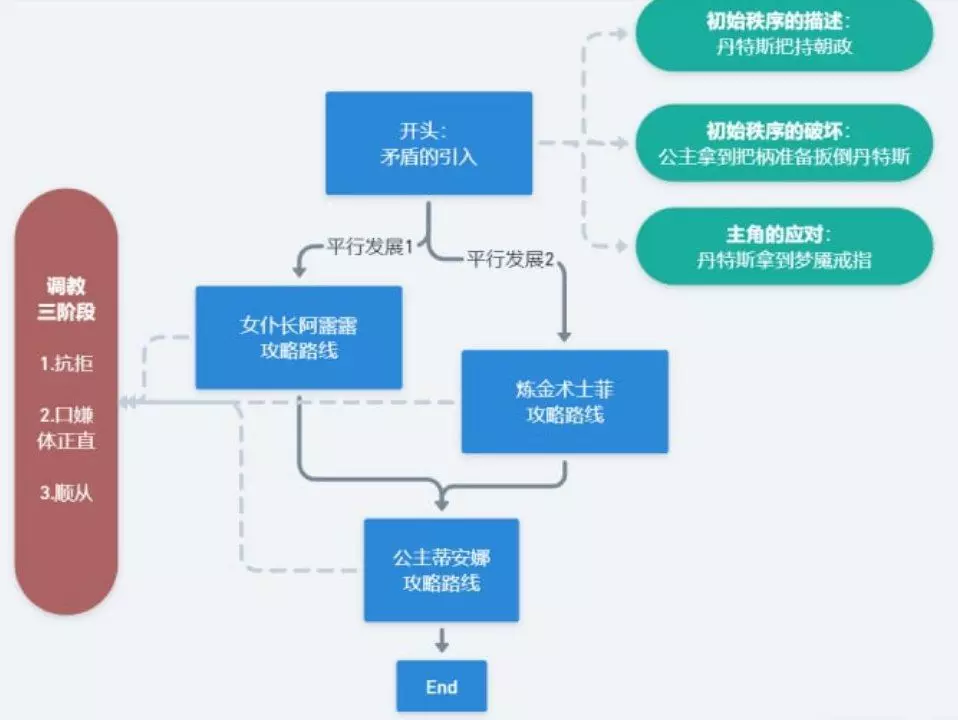 初始秩序的描述:
丹特斯把持朝政
开头:
矛盾的引入
初始秩序的破坏:
公主拿到把柄准备扳倒丹特斯
主角的应对:
丹特斯拿到梦魇戒指
平行发展1
平行发展2
调教
三阶段
1.抗拒
2.口嫌
体正直
3.顺从
女仆长阿露露
攻略路线
炼金术士菲
攻略路线
公主蒂安娜
攻略路线
End